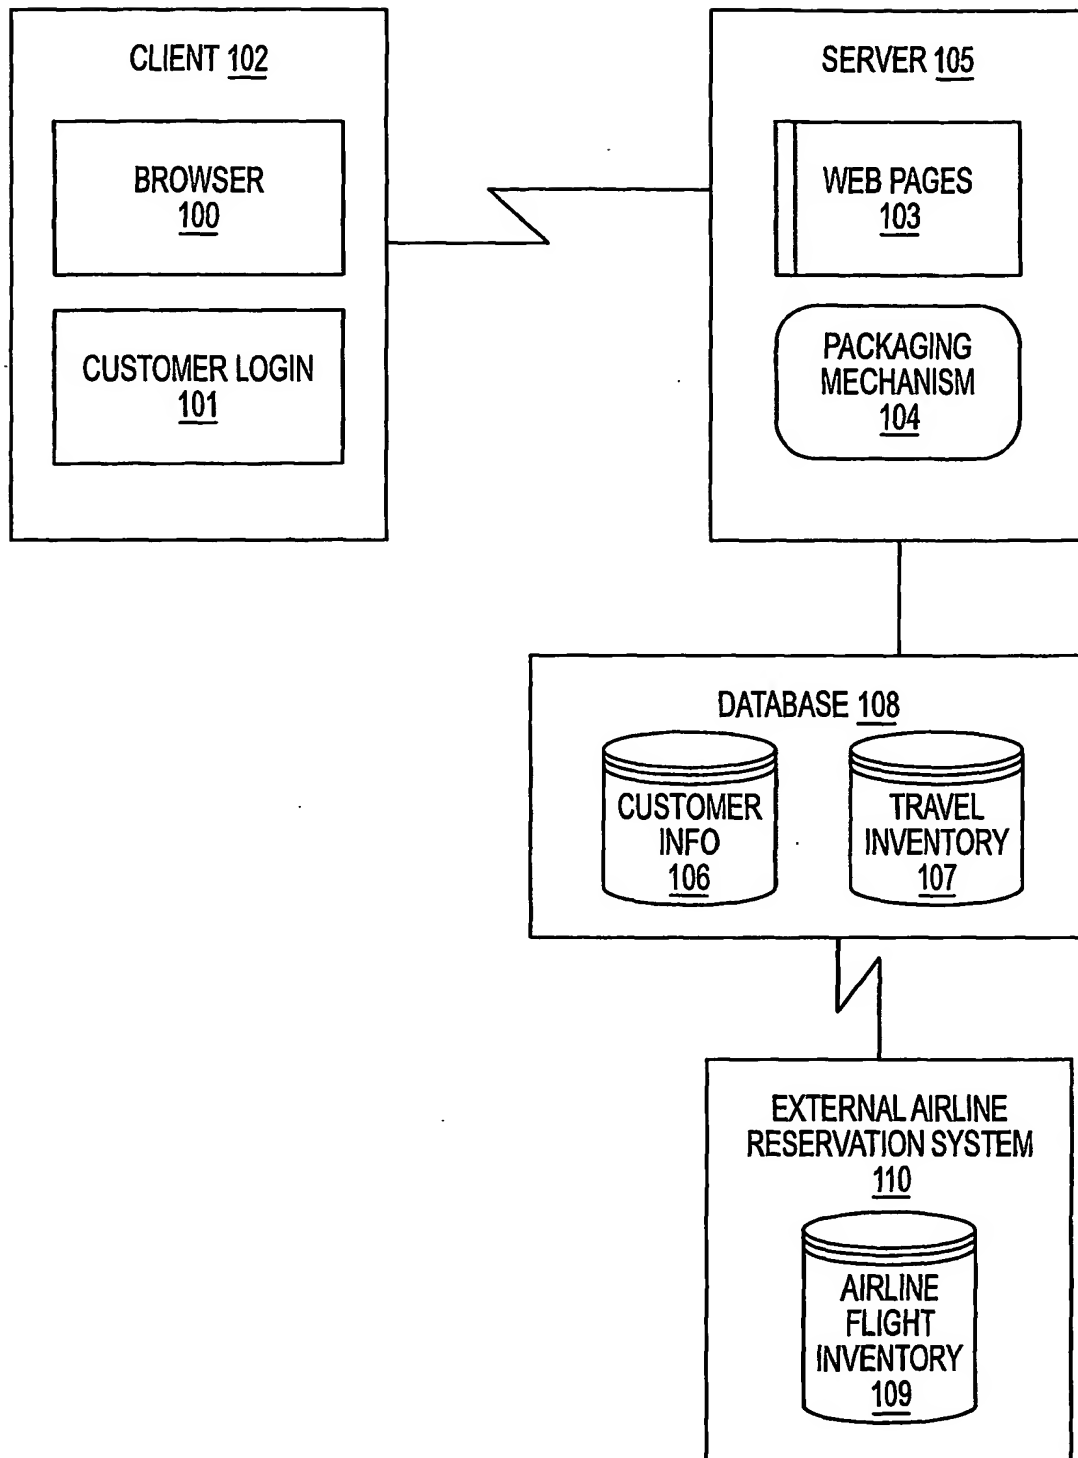 CLIENT 102
BROWSER
100
CUSTOMER LOGIN
101
SERVER 105
WEB PAGES
103
PACKAGING
MECHANISM
104
DATABASE 108
CUSTOMER
INFO
106
TRAVEL
INVENTORY
107
EXTERNAL AIRLINE
RESERVATION SYSTEM
110
AIRLINE
FLIGHT
INVENTORY
109